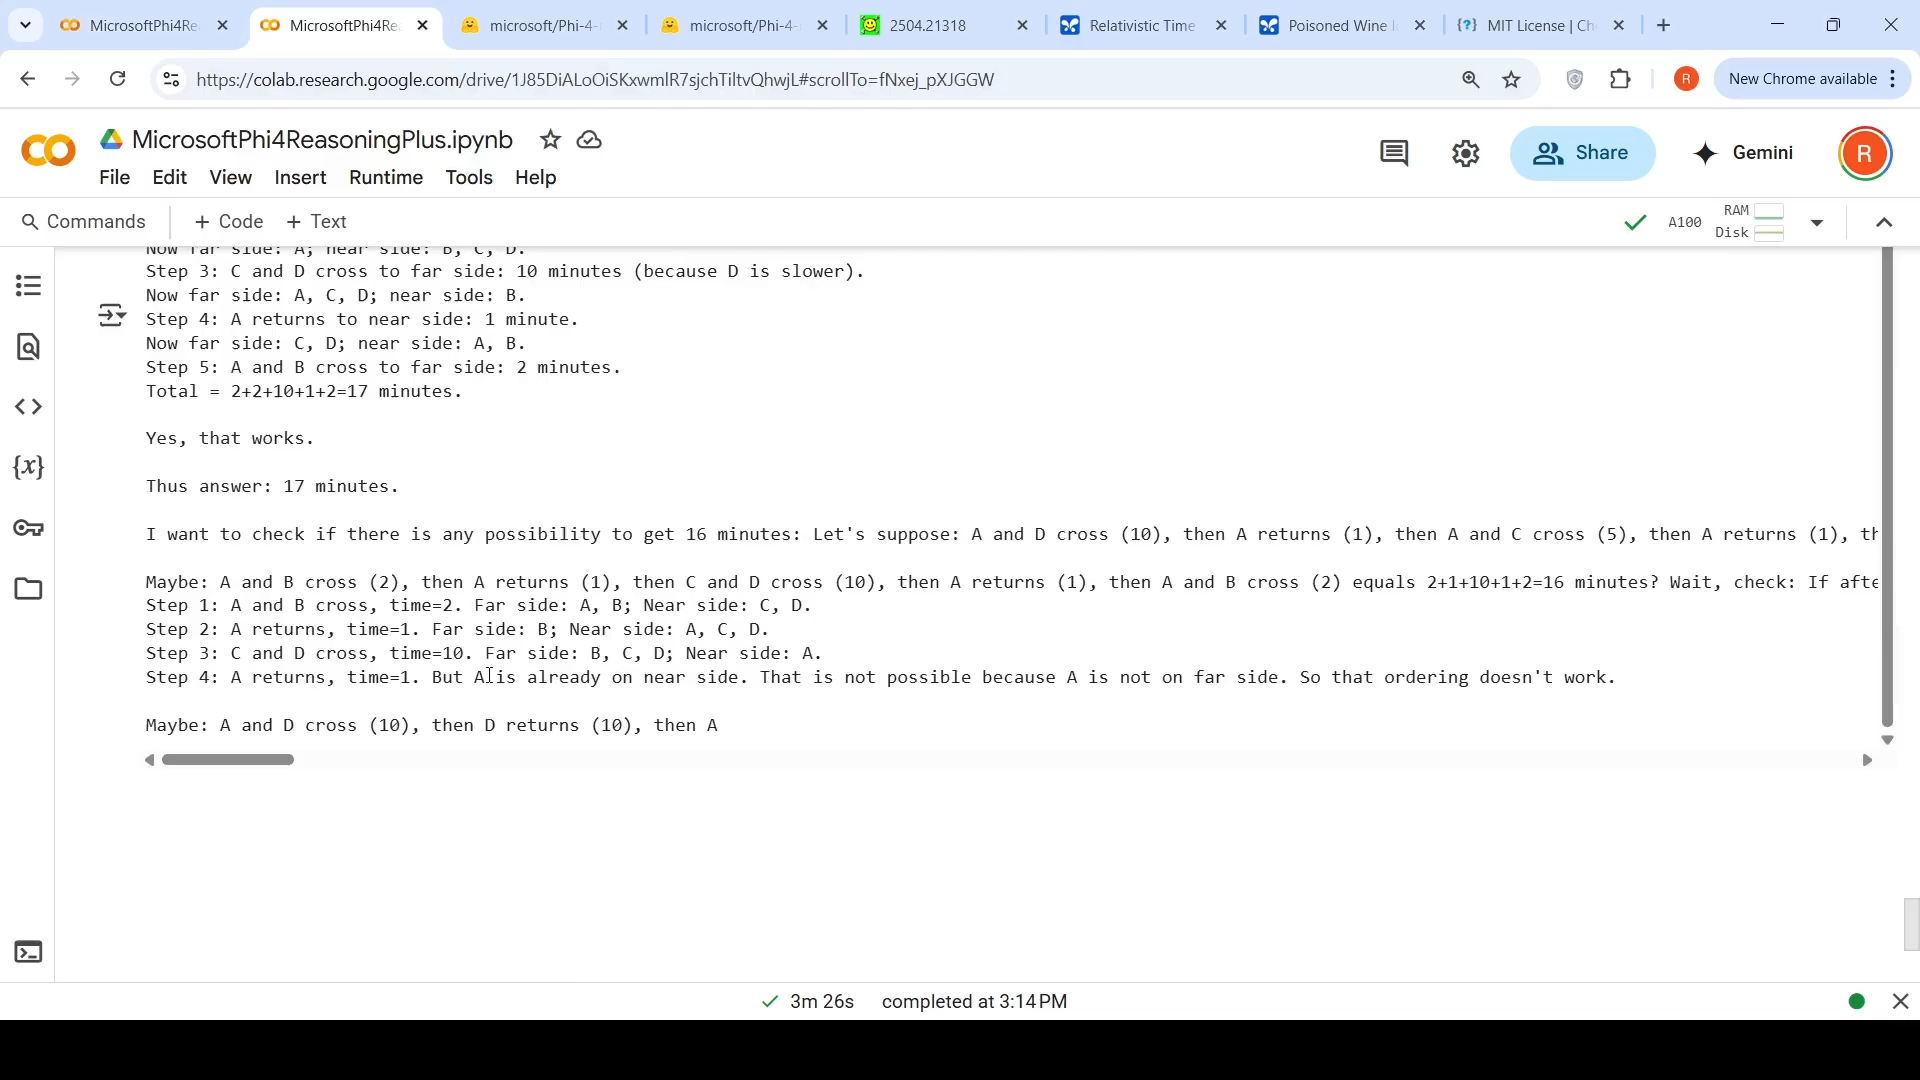 MicrosoftPhi4Re
MicrosoftPhi4Rea
microsoft/Phi-4-
microsoft/Phi-4-
2504.21318
Relativistic Time
Poisoned Wine
MIT License | Ch
https://colab.research.google.com/drive/1J85DiALoOiSKxwmlR7sjchTiltvQhwjL#scrollTo=fNxej_pXJGGW
R
New Chrome available
MicrosoftPhi4ReasoningPlus.ipynb
Share
Gemini
R
File Edit View Insert Runtime Tools Help
Commands + Code + Text
A100 RAM Disk
Now far side: A; near side: B, C, D.
Step 3: C and D cross to far side: 10 minutes (because D is slower).
Now far side: A, C, D; near side: B.
Step 4: A returns to near side: 1 minute.
Now far side: C, D; near side: A, B.
Step 5: A and B cross to far side: 2 minutes.
Total = 2+2+10+1+2=17 minutes.
Yes, that works.
Thus answer: 17 minutes.
I want to check if there is any possibility to get 16 minutes: Let's suppose: A and D cross (10), then A returns (1), then A and C cross (5), then A returns (1), th
Maybe: A and B cross (2), then A returns (1), then C and D cross (10), then A returns (1), then A and B cross (2) equals 2+1+10+1+2=16 minutes? Wait, check: If afte
Step 1: A and B cross, time=2. Far side: A, B; Near side: C, D.
Step 2: A returns, time=1. Far side: B; Near side: A, C, D.
Step 3: C and D cross, time=10. Far side: B, C, D; Near side: A.
Step 4: A returns, time=1. But A is already on near side. That is not possible because A is not on far side. So that ordering doesn't work.
Maybe: A and D cross (10), then D returns (10), then A
3m 26s completed at 3:14 PM